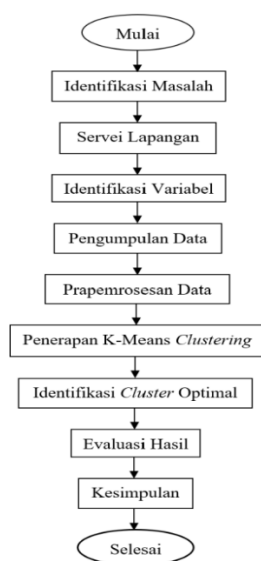 Mulai
Identifikasi Masalah
Servei Lapangan
Identifikasi Variabel
Pengumpulan Data
Prapemrosesan Data
Penerapan K-Means Clustering
Identifikasi Cluster Optimal
Evaluasi Hasil
Kesimpulan
Selesai